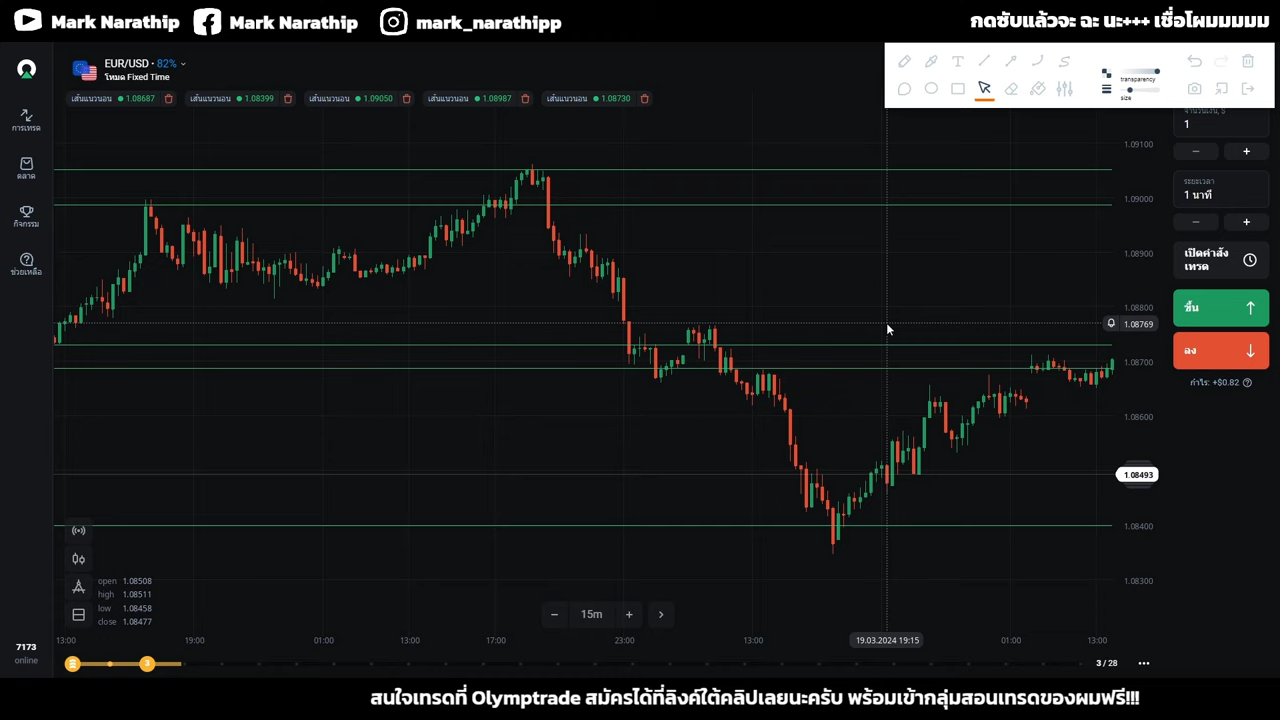 Mark Narathip Mark Narathip mark_narathipp กดซับแล้วจะ ฉะ นะ+++ เชื่อโผมมมมม
EUR/USD · 82%
โหมด Fixed Time
เส้นแนวนอน 1.08687 เส้นแนวนอน 1.08399 เส้นแนวนอน 1.09050 เส้นแนวนอน 1.08987 เส้นแนวนอน 1.08730
T
transparency
size
การเทรด
ตลาด
กิจกรรม
ช่วยเหลือ
จำนวนเงิน, $
1
− +
ระยะเวลา
1 นาที
− +
เปิดคำสั่ง
เทรด
ขึ้น
ลง
กำไร: +$0.82
1.09100
1.09000
1.08900
1.08800
1.08769
1.08700
1.08600
1.08493
1.08400
1.08300
open 1.08508
high 1.08511
low 1.08458
close 1.08477
− 15m +
13:00 19:00 01:00 13:00 17:00 23:00 13:00 19.03.2024 19:15 01:00 13:00
7173
online
3
3 / 28
สนใจเทรดที่ Olymptrade สมัครได้ที่ลิงค์ใต้คลิปเลยนะครับ พร้อมเข้ากลุ่มสอนเทรดของผมฟรี!!!